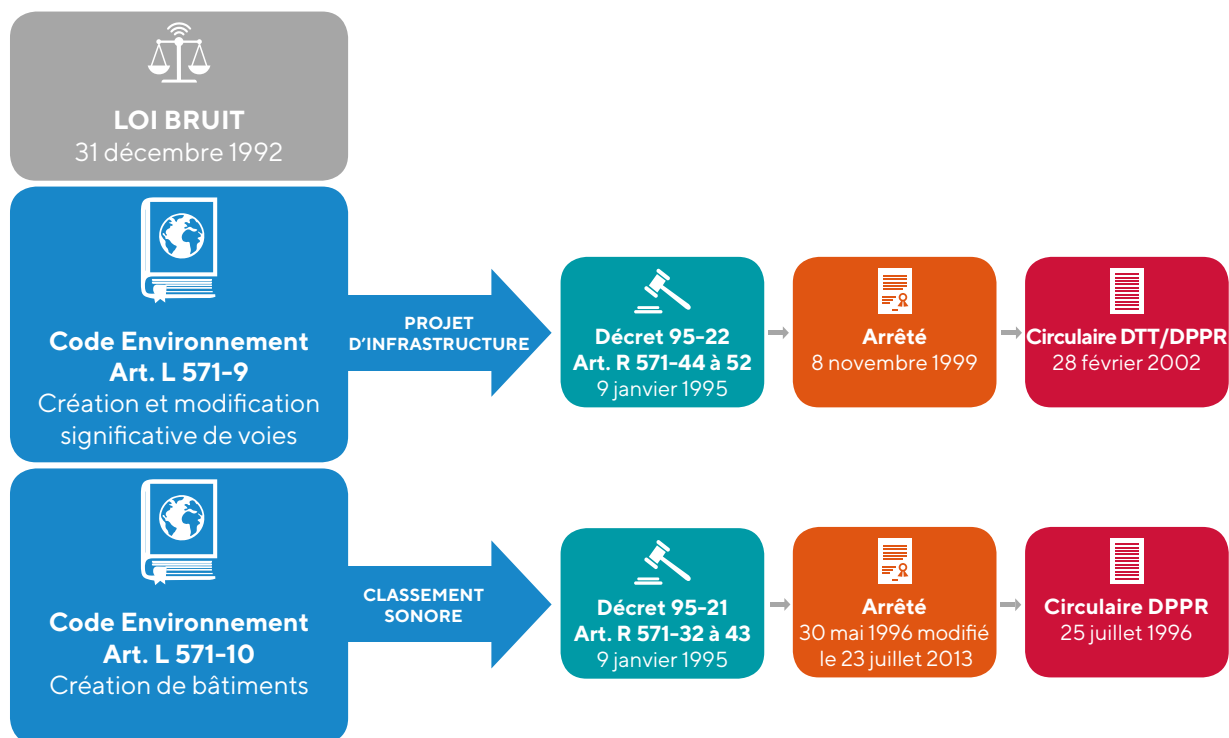 LOI BRUIT
31 décembre 1992
Code Environnement
Art. L 571-9
Création et modification
significative de voies
PROJET
D'INFRASTRUCTURE
Décret 95-22
Art. R 571-44 à 52
9 janvier 1995
Arrêté
8 novembre 1999
Circulaire DTT/DPPR
28 février 2002
Code Environnement
Art. L 571-10
Création de bâtiments
CLASSEMENT
SONORE
Décret 95-21
Art. R 571-32 à 43
9 janvier 1995
Arrêté
30 mai 1996 modifié
le 23 juillet 2013
Circulaire DPPR
25 juillet 1996